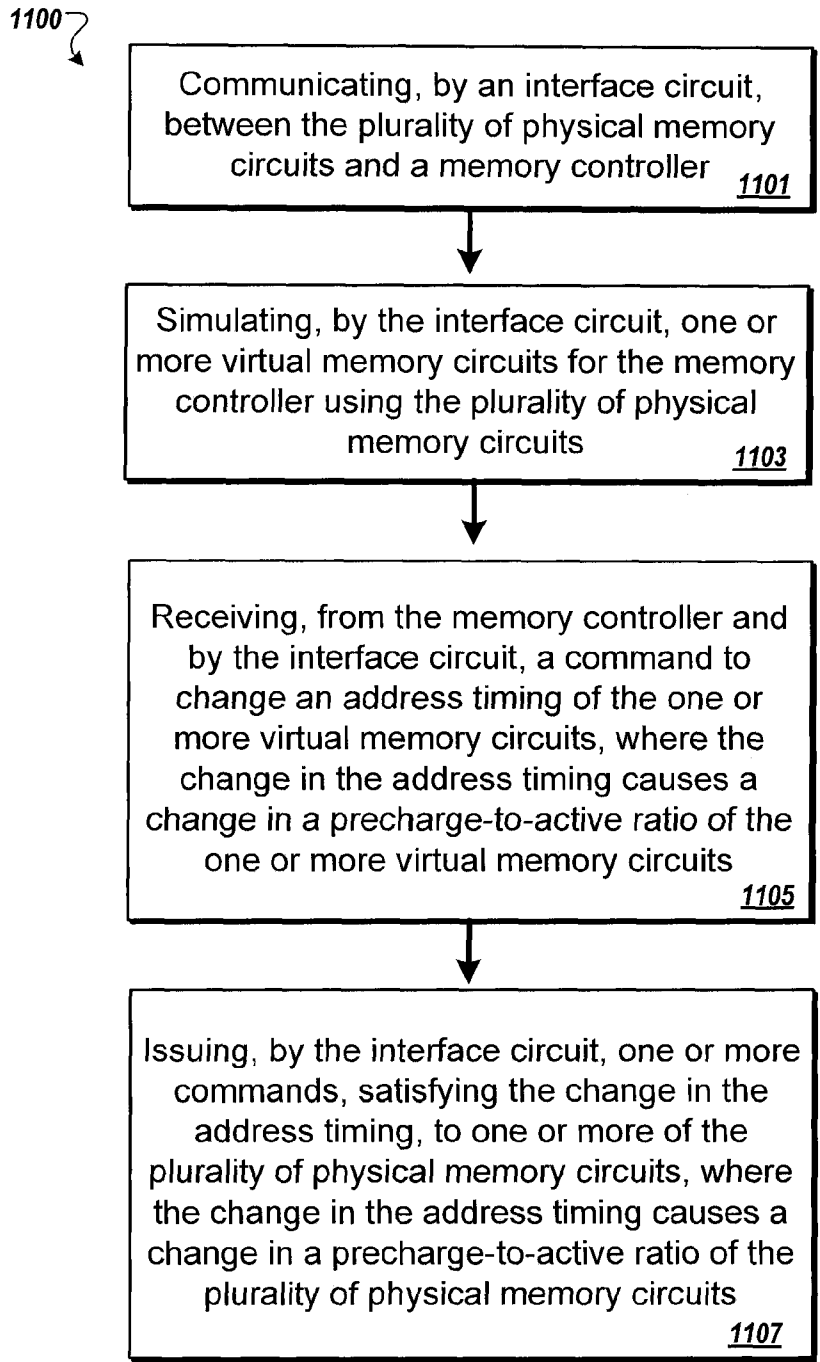 1100
Communicating, by an interface circuit,
between the plurality of physical memory
circuits and a memory controller
1101
Simulating, by the interface circuit, one or
more virtual memory circuits for the memory
controller using the plurality of physical
memory circuits
1103
Receiving, from the memory controller and
by the interface circuit, a command to
change an address timing of the one or
more virtual memory circuits, where the
change in the address timing causes a
change in a precharge-to-active ratio of the
one or more virtual memory circuits
1105
Issuing, by the interface circuit, one or more
commands, satisfying the change in the
address timing, to one or more of the
plurality of physical memory circuits, where
the change in the address timing causes a
change in a precharge-to-active ratio of the
plurality of physical memory circuits
1107